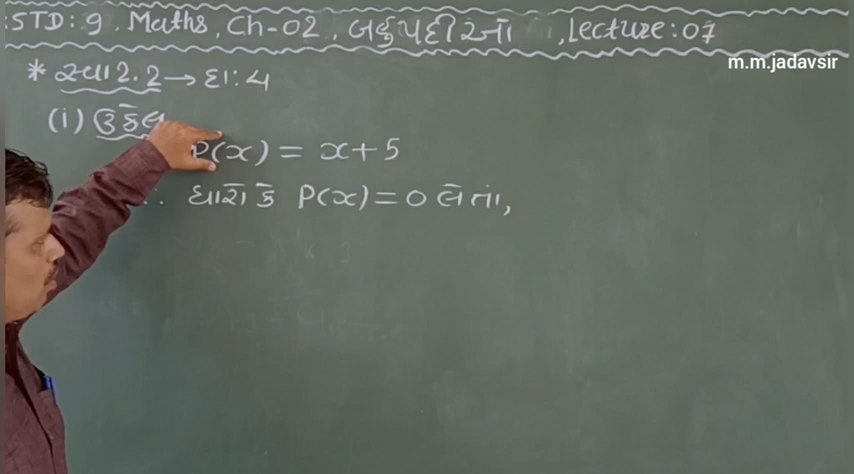 STD: 9. Maths, Ch-02, બહુપદીઓ, Lecture: 07
m.m.jadavsir
* સ્વા 2.2 → દા: 4
(i) ઉકેલ
P(x) = x+5
∴ ધારો કે P(x) = 0 લેતાં,